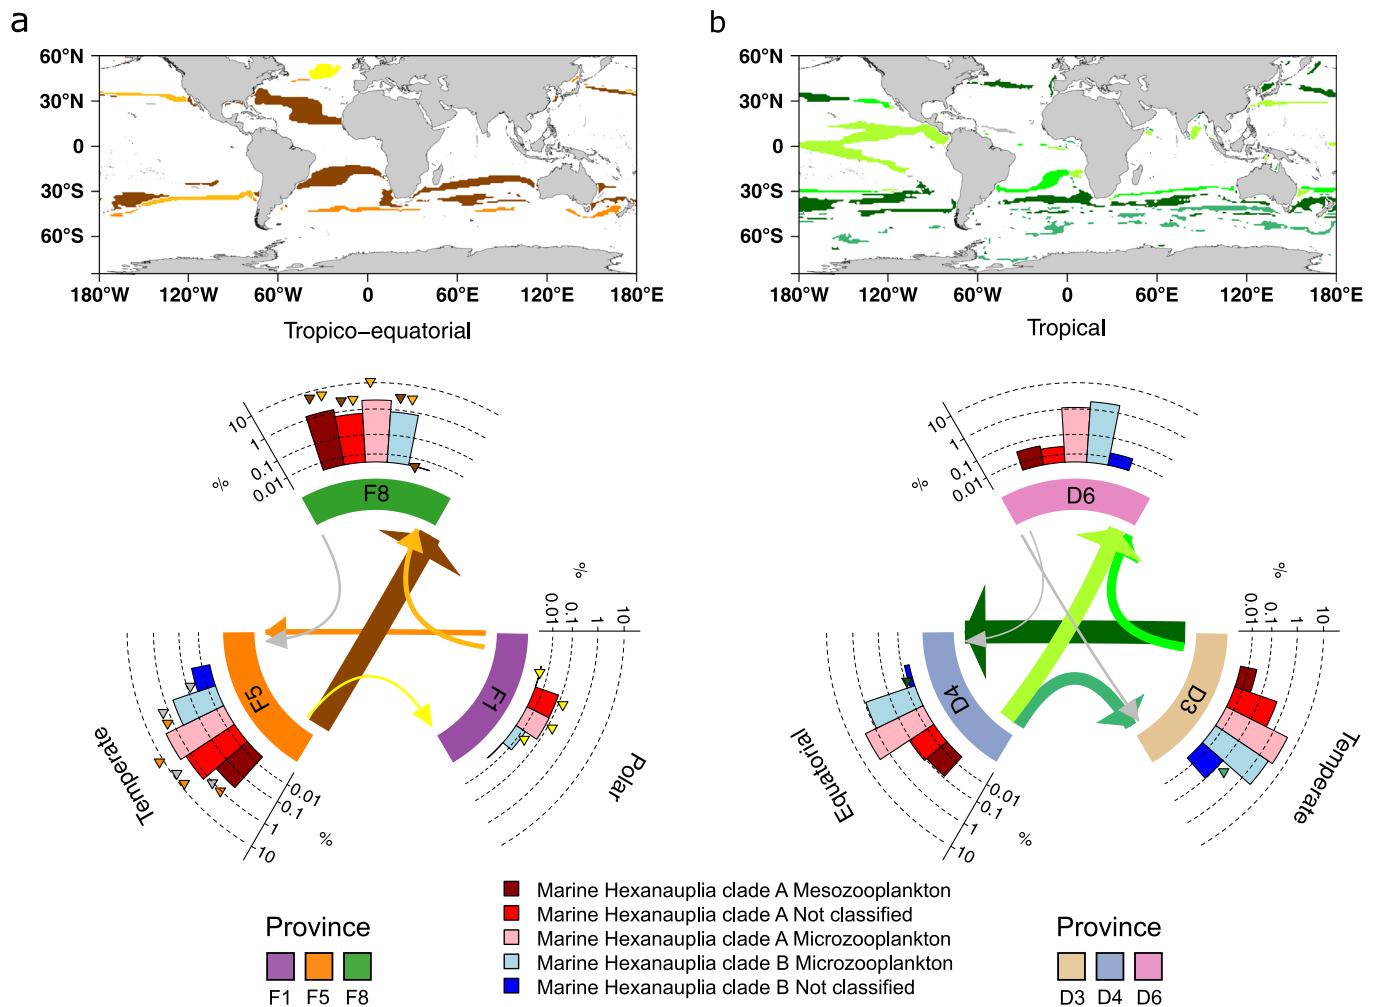 a
b
60°N
30°N
0
30°S
60°S
180°W 120°W 60°W 0 60°E 120°E 180°E
Tropico−equatorial
60°N
30°N
0
30°S
60°S
180°W 120°W 60°W 0 60°E 120°E 180°E
Tropical
10
1
0.1
0.01
%
F8
10
1
0.1
0.01
%
D6
%
0.01
0.1
1
10
F1
Polar
F5
Temperate
0.01
0.1
1
10
%
%
0.01
0.1
1
10
D3
Temperate
D4
Equatorial
0.01
0.1
1
10
%
Marine Hexanauplia clade A Mesozooplankton
Marine Hexanauplia clade A Not classified
Marine Hexanauplia clade A Microzooplankton
Marine Hexanauplia clade B Microzooplankton
Marine Hexanauplia clade B Not classified
Province
F1 F5 F8
Province
D3 D4 D6